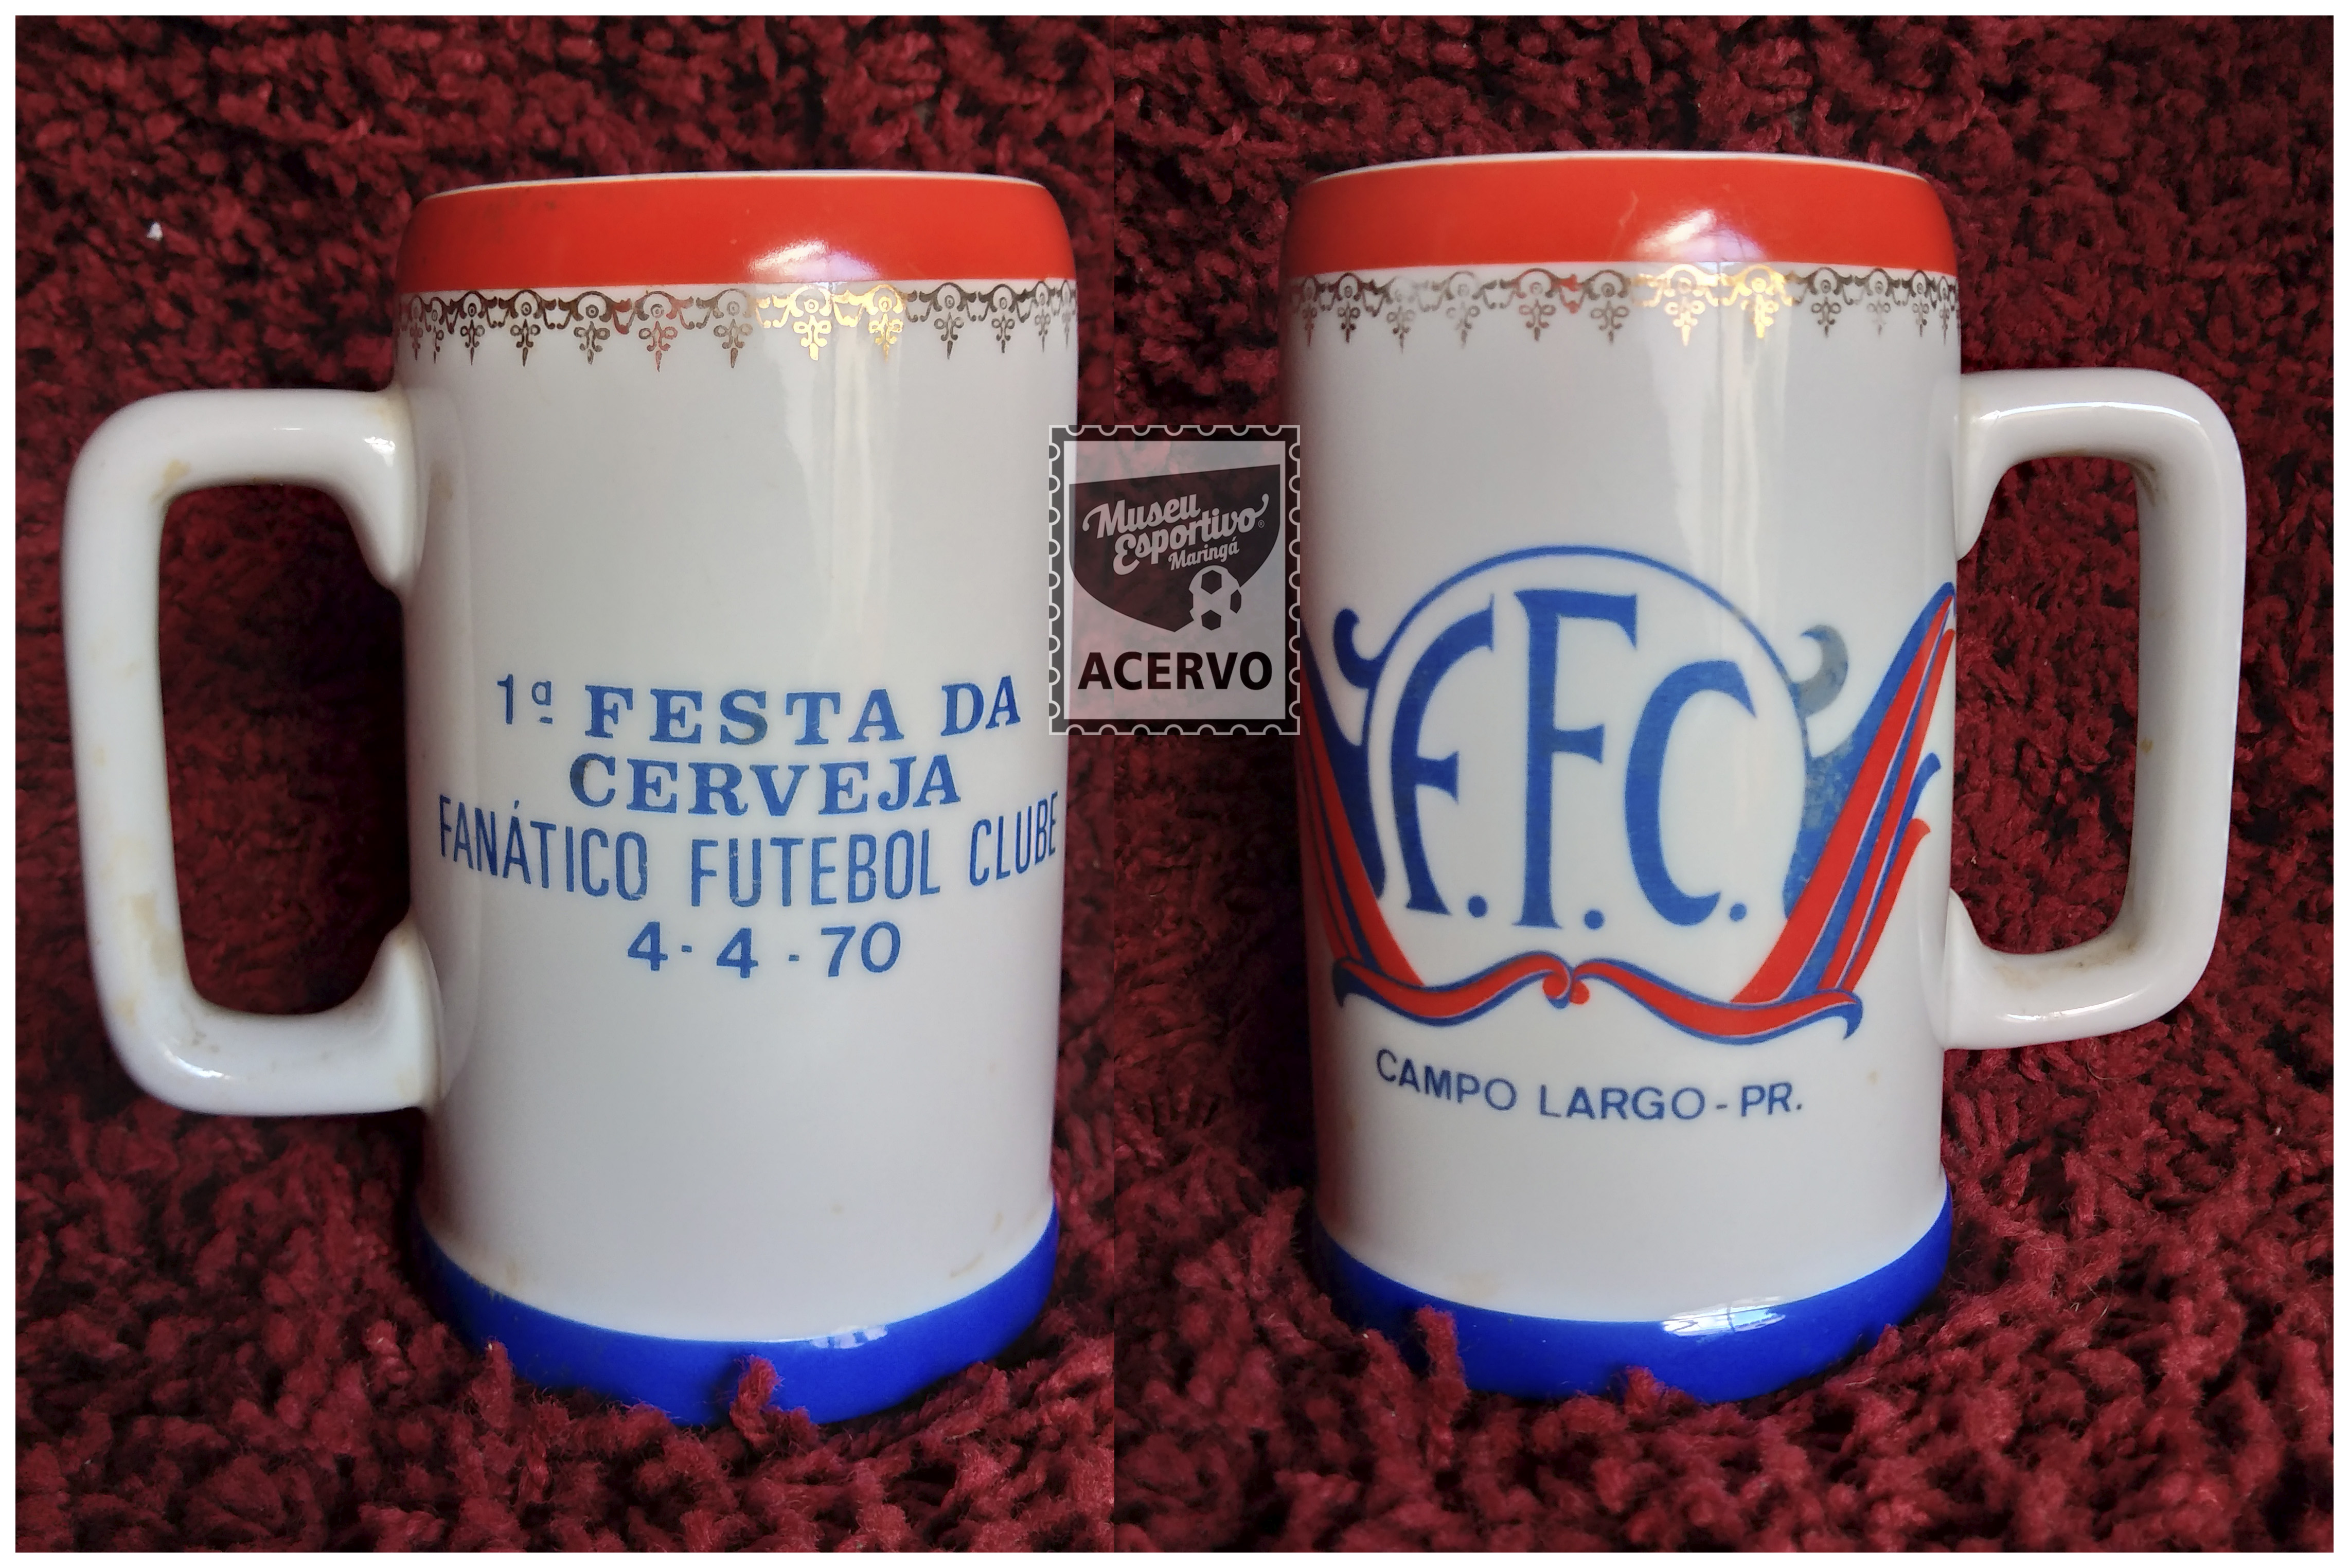 1ª FESTA DA
CERVEJA
FANÁTICO FUTEBOL CLUBE
4-4-70
Museu
Esportivo®
Maringá
ACERVO
F.F.C.
CAMPO LARGO-PR.